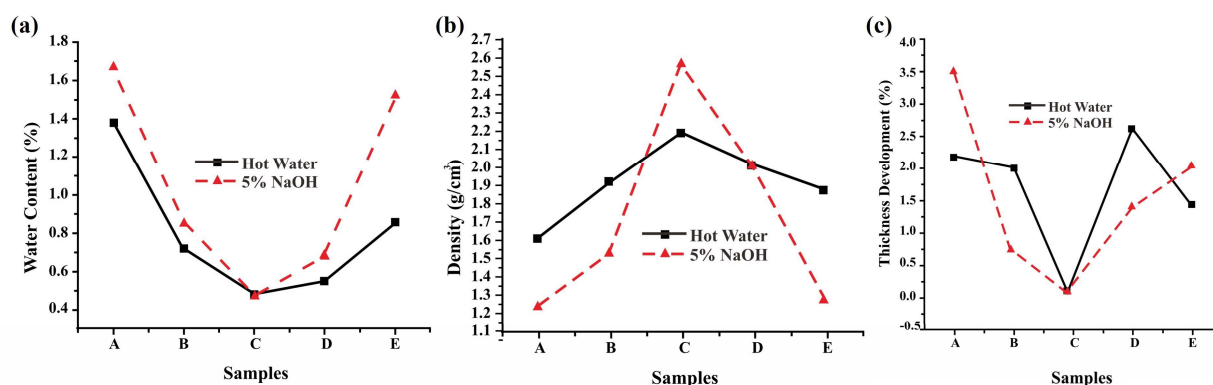 (a)
Water Content (%)
1.8
1.6
1.4
1.2
1.0
0.8
0.6
0.4
Hot Water
5% NaOH
A B C D E
Samples
(b)
Density (g/cm³)
2.7
2.6
2.5
2.4
2.3
2.2
2.1
2.0
1.9
1.8
1.7
1.6
1.5
1.4
1.3
1.2
1.1
Hot Water
5% NaOH
A B C D E
Samples
(c)
Thickness Development (%)
4.0
3.5
3.0
2.5
2.0
1.5
1.0
0.5
0.0
-0.5
Hot Water
5% NaOH
A B C D E
Samples